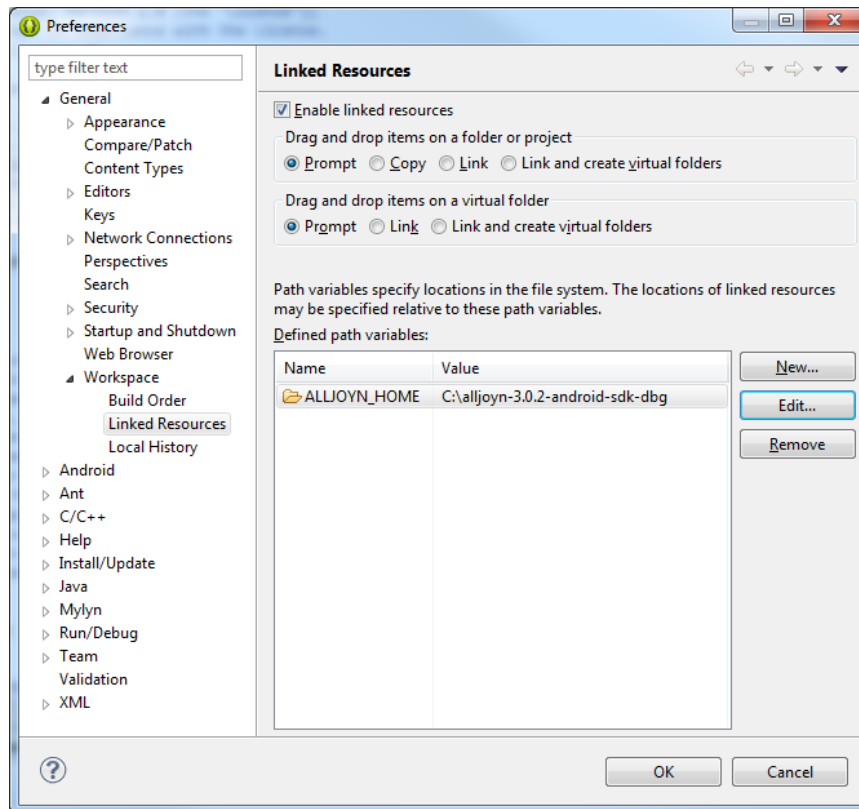 Preferences
type filter text
General
Appearance
Compare/Patch
Content Types
Editors
Keys
Network Connections
Perspectives
Search
Security
Startup and Shutdown
Web Browser
Workspace
Build Order
Linked Resources
Local History
Android
Ant
C/C++
Help
Install/Update
Java
Mylyn
Run/Debug
Team
Validation
XML
Linked Resources
Enable linked resources
Drag and drop items on a folder or project
Prompt Copy Link Link and create virtual folders
Drag and drop items on a virtual folder
Prompt Link Link and create virtual folders
Path variables specify locations in the file system. The locations of linked resources
may be specified relative to these path variables.
Defined path variables:
Name Value
ALLJOYN_HOME C:\alljoyn-3.0.2-android-sdk-dbg
New...
Edit...
Remove
OK Cancel